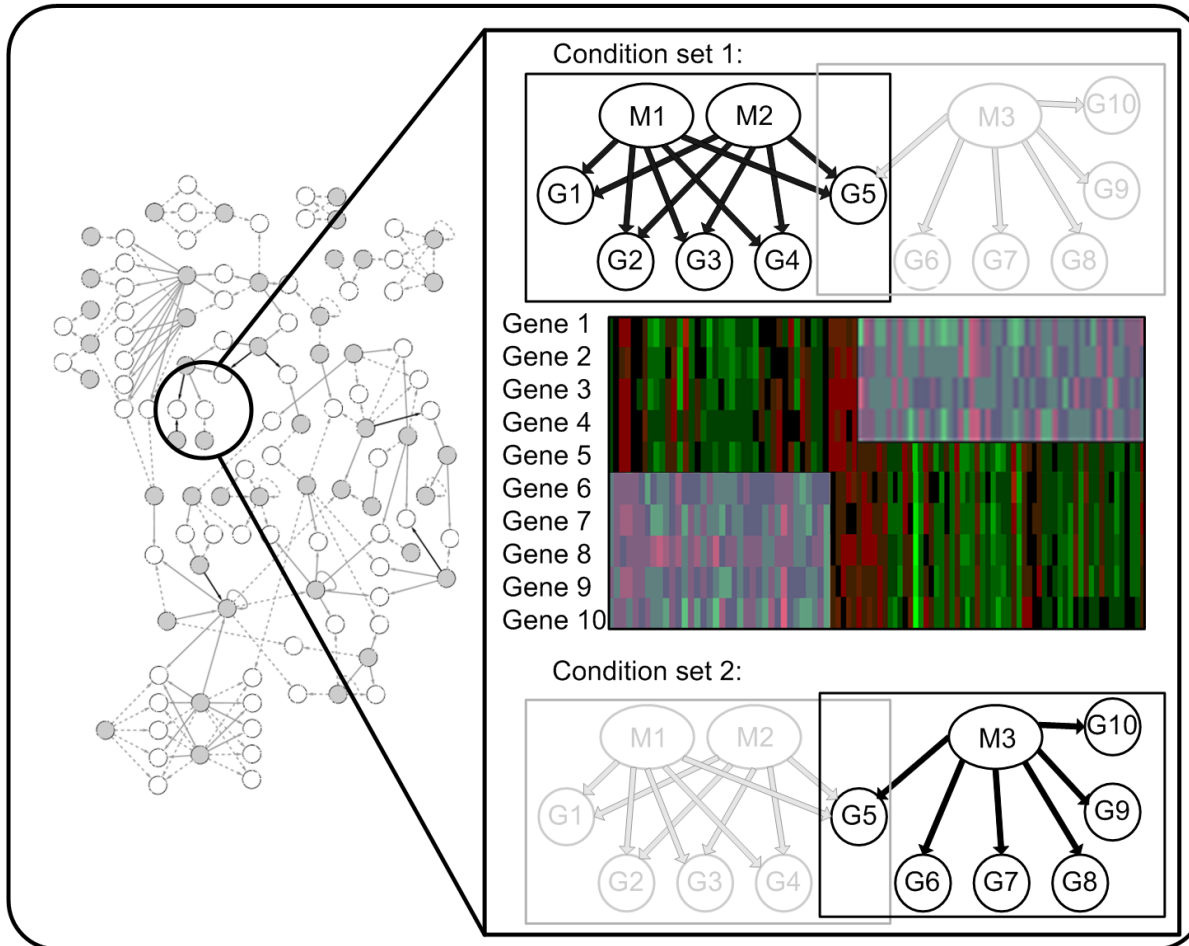 Condition set 1:
M1 M2 M3 G10
G1 G5 G9
G2 G3 G4 G6 G7 G8
Gene 1
Gene 2
Gene 3
Gene 4
Gene 5
Gene 6
Gene 7
Gene 8
Gene 9
Gene 10
Condition set 2:
M1 M2 M3 G10
G1 G5 G9
G2 G3 G4 G6 G7 G8